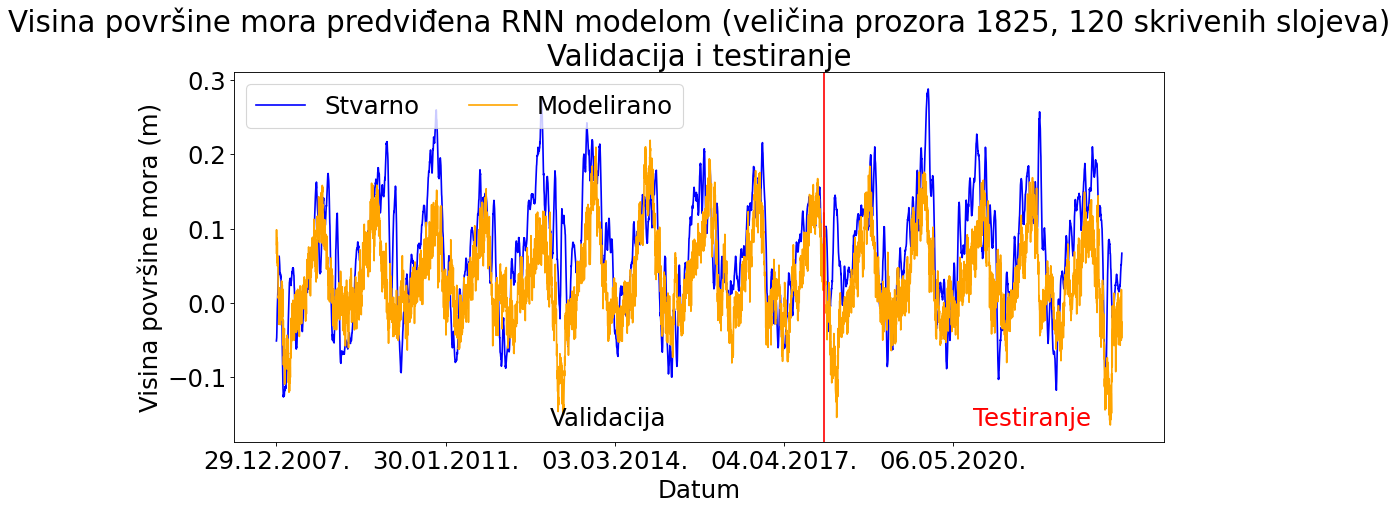 Visina površine mora predviđena RNN modelom (veličina prozora 1825, 120 skrivenih slojeva)
Validacija i testiranje
Stvarno
Modelirano
Visina površine mora (m)
0.3
0.2
0.1
0.0
−0.1
Validacija
Testiranje
29.12.2007.
30.01.2011.
03.03.2014.
04.04.2017.
06.05.2020.
Datum